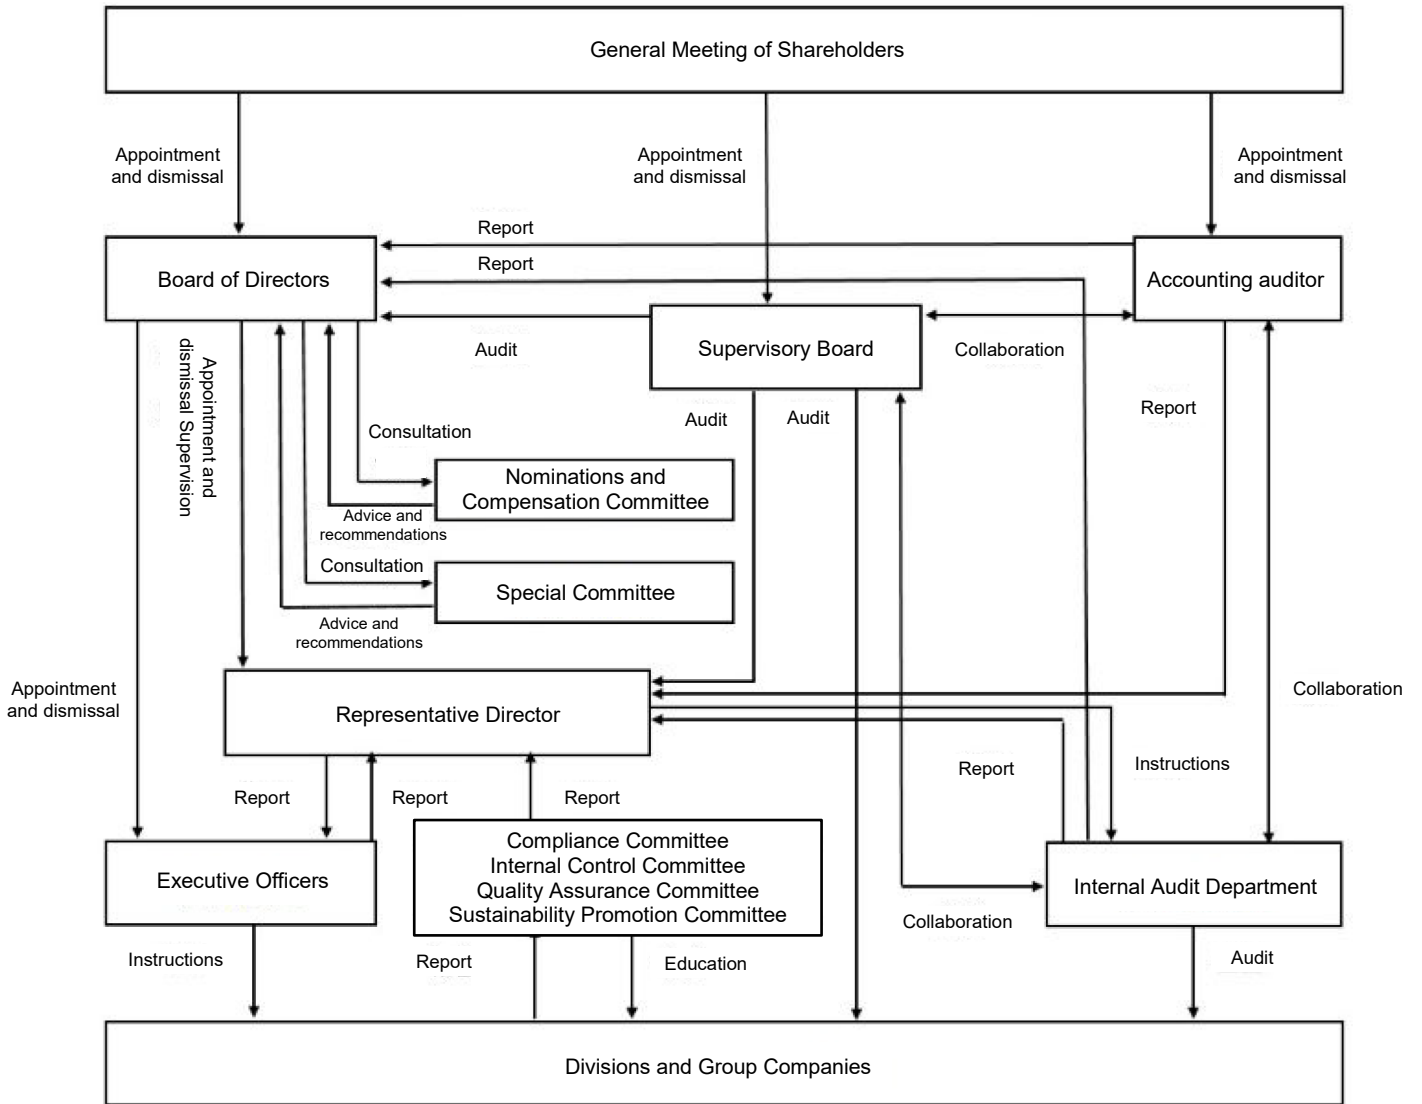 General Meeting of Shareholders
Appointment
and dismissal
Appointment
and dismissal
Appointment
and dismissal
Report
Board of Directors
Report
Accounting auditor
Audit
Supervisory Board
Collaboration
Appointment and
dismissal Supervision
Audit
Audit
Report
Consultation
Nominations and
Compensation Committee
Advice and
recommendations
Consultation
Special Committee
Advice and
recommendations
Appointment
and dismissal
Representative Director
Collaboration
Report
Report
Report
Report
Instructions
Compliance Committee
Internal Control Committee
Quality Assurance Committee
Sustainability Promotion Committee
Executive Officers
Internal Audit Department
Collaboration
Instructions
Report
Education
Audit
Divisions and Group Companies